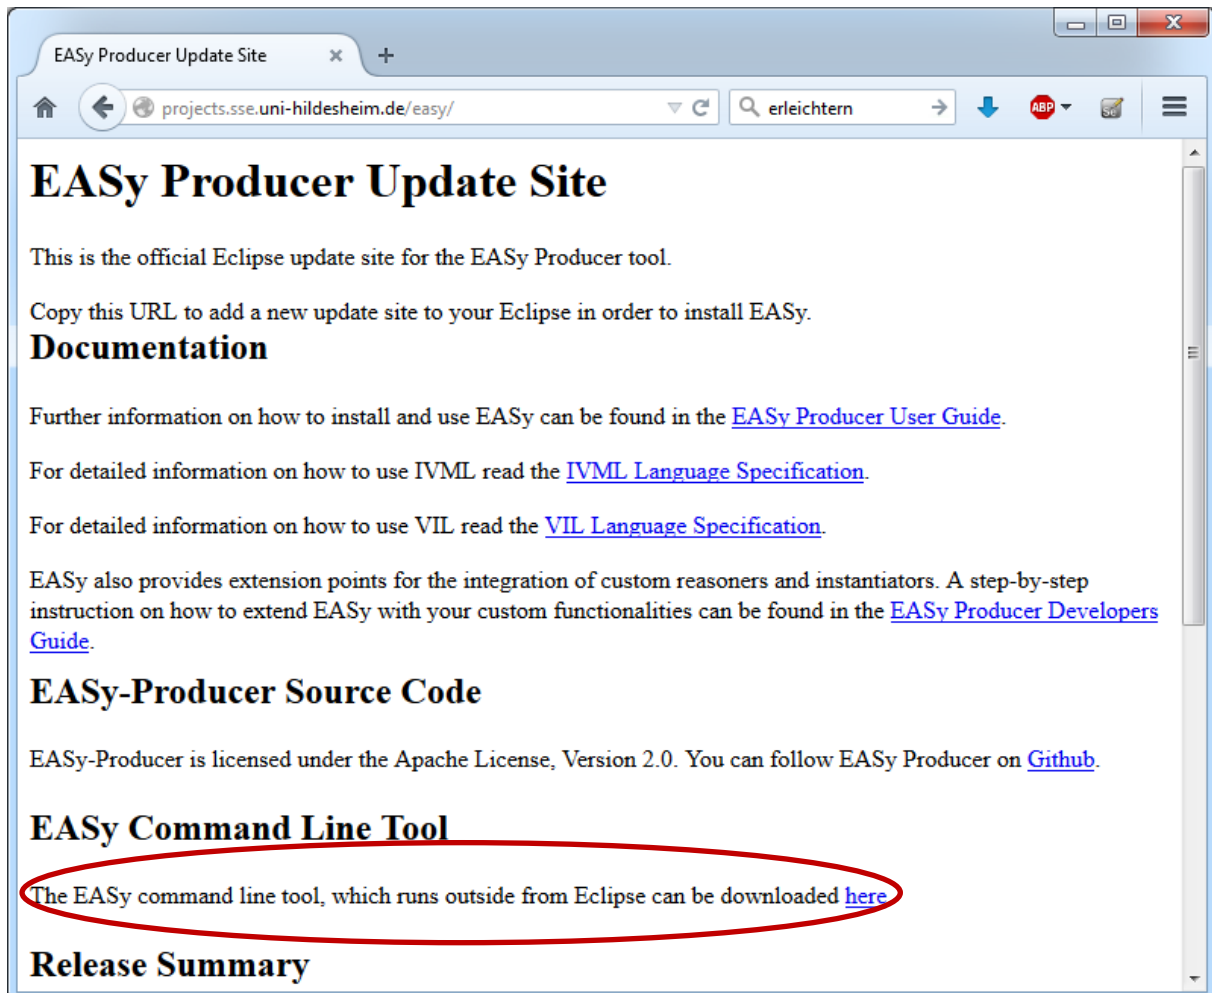 EASy Producer Update Site
projects.sse.uni-hildesheim.de/easy/
erleichtern
ABP
EASy Producer Update Site
This is the official Eclipse update site for the EASy Producer tool.
Copy this URL to add a new update site to your Eclipse in order to install EASy.
Documentation
Further information on how to install and use EASy can be found in the EASy Producer User Guide.
For detailed information on how to use IVML read the IVML Language Specification.
For detailed information on how to use VIL read the VIL Language Specification.
EASy also provides extension points for the integration of custom reasoners and instantiators. A step-by-step
instruction on how to extend EASy with your custom functionalities can be found in the EASy Producer Developers
Guide.
EASy-Producer Source Code
EASy-Producer is licensed under the Apache License, Version 2.0. You can follow EASy Producer on Github.
EASy Command Line Tool
The EASy command line tool, which runs outside from Eclipse can be downloaded here
Release Summary